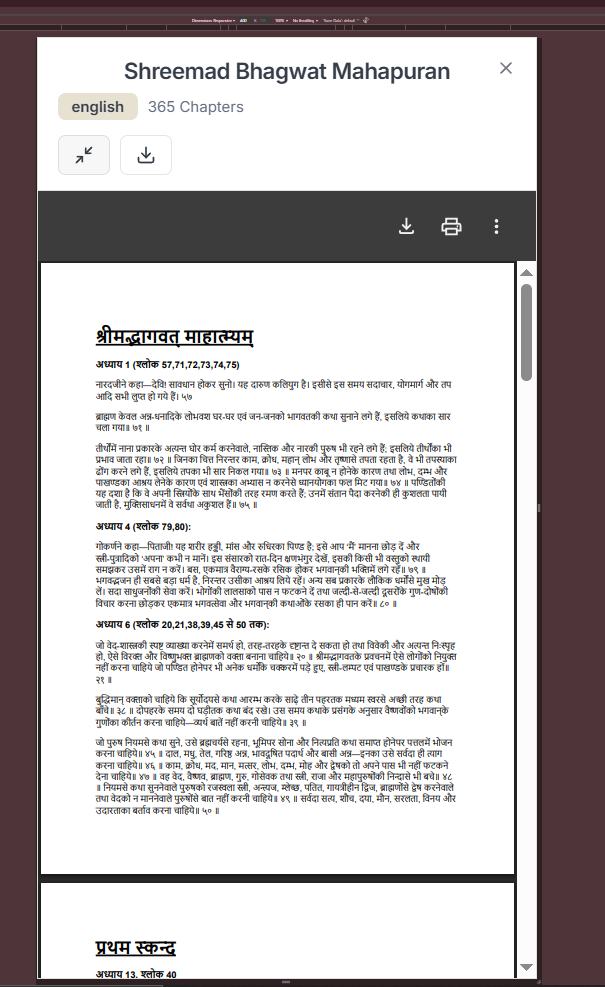 Dimensions: Responsive 400 x 100% No throttling "Save-Data": default
Shreemad Bhagwat Mahapuran
english 365 Chapters
श्रीमद्भागवत् माहात्म्यम्
अध्याय 1 (श्लोक 57,71,72,73,74,75)
नारदजीने कहा—देवि! सावधान होकर सुनो। यह दारुण कलियुग है। इसीसे इस समय सदाचार, योगमार्ग और तप
आदि सभी लुप्त हो गये हैं। ५७
ब्राह्मण केवल अन्न-धनादिके लोभवश घर-घर एवं जन-जनको भागवतकी कथा सुनाने लगे हैं, इसलिये कथाका सार
चला गया॥ ७१ ॥
तीर्थोंमें नाना प्रकारके अत्यन्त घोर कर्म करनेवाले, नास्तिक और नारकी पुरुष भी रहने लगे हैं; इसलिये तीर्थोंका भी
प्रभाव जाता रहा॥ ७२ ॥ जिनका चित्त निरन्तर काम, क्रोध, महान् लोभ और तृष्णासे तपता रहता है, वे भी तपस्याका
ढोंग करने लगे हैं, इसलिये तपका भी सार निकल गया॥ ७३ ॥ मनपर काबू न होनेके कारण तथा लोभ, दम्भ और
पाखण्डका आश्रय लेनेके कारण एवं शास्त्रका अभ्यास न करनेसे ध्यानयोगका फल मिट गया॥ ७४ ॥ पण्डितोंकी
यह दशा है कि वे अपनी स्त्रियोंके साथ भैंसोंकी तरह रमण करते हैं; उनमें संतान पैदा करनेकी ही कुशलता पायी
जाती है, मुक्तिसाधनमें वे सर्वथा अकुशल हैं॥ ७५ ॥
अध्याय 4 (श्लोक 79,80):
गोकर्णने कहा—पिताजी! यह शरीर हड्डी, मांस और रुधिरका पिण्ड है; इसे आप 'मैं' मानना छोड़ दें और
स्त्री-पुत्रादिको 'अपना' कभी न मानें। इस संसारको रात-दिन क्षणभंगुर देखें, इसकी किसी भी वस्तुको स्थायी
समझकर उसमें राग न करें। बस, एकमात्र वैराग्य-रसके रसिक होकर भगवान्‌की भक्तिमें लगे रहें॥ ७९ ॥
भगवद्भजन ही सबसे बड़ा धर्म है, निरन्तर उसीका आश्रय लिये रहें। अन्य सब प्रकारके लौकिक धर्मोंसे मुख मोड़
लें। सदा साधुजनोंकी सेवा करें। भोगोंकी लालसाको पास न फटकने दें तथा जल्दी-से-जल्दी दूसरोंके गुण-दोषोंकी
विचार करना छोड़कर एकमात्र भगवत्सेवा और भगवान्‌की कथाओंके रसका ही पान करें॥ ८० ॥
अध्याय 6 (श्लोक 20,21,38,39,45 से 50 तक):
जो वेद-शास्त्रकी स्पष्ट व्याख्या करनेमें समर्थ हो, तरह-तरहके दृष्टान्त दे सकता हो तथा विवेकी और अत्यन्त निःस्पृह
हो, ऐसे विरक्त और विष्णुभक्त ब्राह्मणको वक्ता बनाना चाहिये॥ २० ॥ श्रीमद्भागवतके प्रवचनमें ऐसे लोगोंको नियुक्त
नहीं करना चाहिये जो पण्डित होनेपर भी अनेक धर्मोंके चक्करमें पड़े हुए, स्त्री-लम्पट एवं पाखण्डके प्रचारक हों॥
२१ ॥
बुद्धिमान् वक्ताको चाहिये कि सूर्योदयसे कथा आरम्भ करके साढ़े तीन पहरतक मध्यम स्वरसे अच्छी तरह कथा
बाँचे॥ ३८ ॥ दोपहरके समय दो घड़ीतक कथा बंद रखे। उस समय कथाके प्रसंगके अनुसार वैष्णवोंको भगवान्‌के
गुणोंका कीर्तन करना चाहिये—व्यर्थ बातें नहीं करनी चाहिये॥ ३९ ॥
जो पुरुष नियमसे कथा सुने, उसे ब्रह्मचर्यसे रहना, भूमिपर सोना और नित्यप्रति कथा समाप्त होनेपर पत्तलमें भोजन
करना चाहिये॥ ४५ ॥ दाल, मधु, तेल, गरिष्ठ अन्न, भावदूषित पदार्थ और बासी अन्न—इनका उसे सर्वदा ही त्याग
करना चाहिये॥ ४६ ॥ काम, क्रोध, मद, मान, मत्सर, लोभ, दम्भ, मोह और द्वेषको तो अपने पास भी नहीं फटकने
देना चाहिये॥ ४७ ॥ वह वेद, वैष्णव, ब्राह्मण, गुरु, गोसेवक तथा स्त्री, राजा और महापुरुषोंकी निन्दासे भी बचे॥ ४८
॥ नियमसे कथा सुननेवाले पुरुषको रजस्वला स्त्री, अन्त्यज, म्लेच्छ, पतित, गायत्रीहीन द्विज, ब्राह्मणोंसे द्वेष करनेवाले
तथा वेदको न माननेवाले पुरुषोंसे बात नहीं करनी चाहिये॥ ४९ ॥ सर्वदा सत्य, शौच, दया, मौन, सरलता, विनय और
उदारताका बर्ताव करना चाहिये॥ ५० ॥
प्रथम स्कन्द
अध्याय 13. श्लोक 40